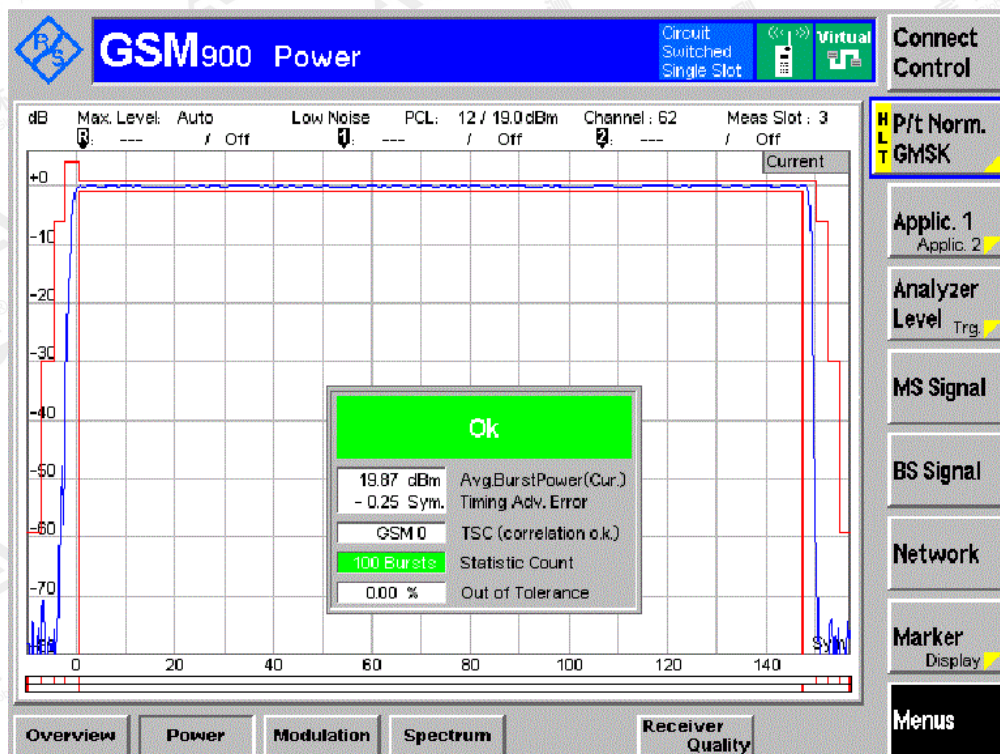 R S
GSM900 Power
Circuit
Switched
Single Slot
Virtual
Connect
Control
dB Max. Level: Auto Low Noise PCL: 12 / 19.0 dBm Channel : 62 Meas Slot : 3
R: --- / Off 1: --- / Off 2: --- / Off
Current
H
L
T
P/t Norm.
GMSK
Applic. 1
Applic. 2
Analyzer
Level Trg.
MS Signal
BS Signal
Network
Marker
Display
Menus
+0
-10
-20
-30
-40
-50
-60
-70
Ok
19.87 dBm Avg.BurstPower(Cur.)
- 0.25 Sym. Timing Adv. Error
GSM 0 TSC (correlation o.k.)
100 Bursts Statistic Count
0.00 % Out of Tolerance
Sym
0 20 40 60 80 100 120 140
Overview Power Modulation Spectrum Receiver
Quality